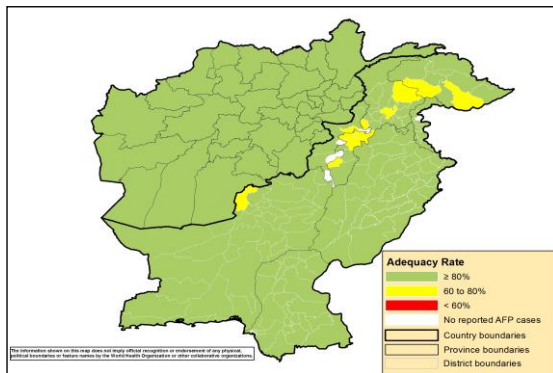 Adequacy Rate
≥ 80%
60 to 80%
< 60%
No reported AFP cases
Country boundaries
Province boundaries
District boundaries
The information shown on this map does not imply official recognition or endorsement of any physical,
political boundaries or feature names by the World Health Organization or other collaborative organizations.